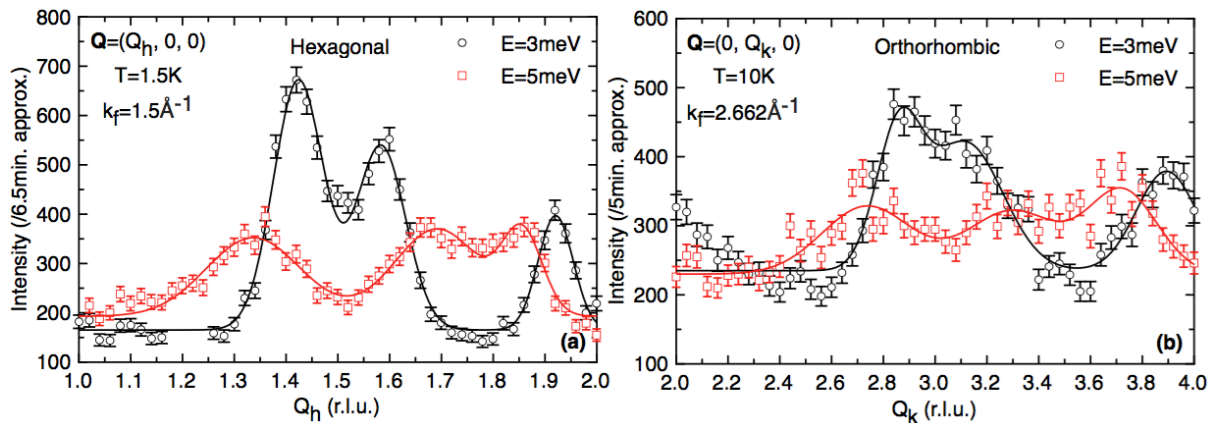 Q=(Qh, 0, 0)
Hexagonal
E=3meV
T=1.5K
E=5meV
kf=1.5Å-1
Intensity (/6.5min. approx.)
800
700
600
500
400
300
200
100
(a)
1.0 1.1 1.2 1.3 1.4 1.5 1.6 1.7 1.8 1.9 2.0
Qh (r.l.u.)
Q=(0, Qk, 0)
Orthorhombic
E=3meV
T=10K
E=5meV
kf=2.662Å-1
Intensity (/5min. approx.)
600
500
400
300
200
100
(b)
2.0 2.2 2.4 2.6 2.8 3.0 3.2 3.4 3.6 3.8 4.0
Qk (r.l.u.)